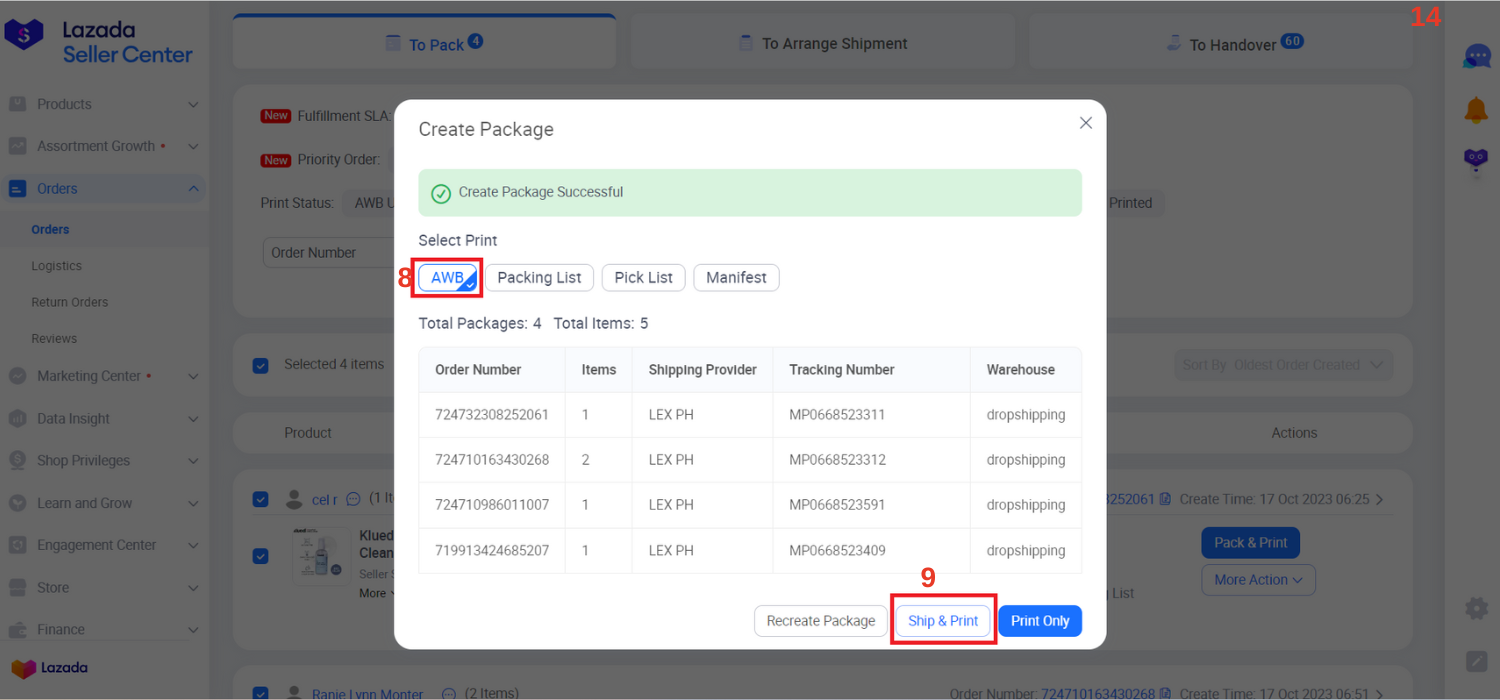 14
Lazada
Seller Center
To Pack 4
To Arrange Shipment
To Handover 60
Products
Assortment Growth
Orders
Orders
Logistics
Return Orders
Reviews
Marketing Center
Data Insight
Shop Privileges
Learn and Grow
Engagement Center
Store
Finance
Lazada
New Fulfillment SLA:
New Priority Order:
Print Status: AWB U
Printed
Order Number
Selected 4 items
Sort By Oldest Order Created
Product
Actions
cel r (1 It
3252061 Create Time: 17 Oct 2023 06:25
Klued
Clean
Seller S
More
Pack & Print
More Action
List
Ranie Lynn Monter (2 Items)
Order Number: 724710163430268 Create Time: 17 Oct 2023 06:51
Create Package
Create Package Successful
Select Print
8 AWB Packing List Pick List Manifest
Total Packages: 4 Total Items: 5
Order Number Items Shipping Provider Tracking Number Warehouse
724732308252061 1 LEX PH MP0668523311 dropshipping
724710163430268 2 LEX PH MP0668523312 dropshipping
724710986011007 1 LEX PH MP0668523591 dropshipping
719913424685207 1 LEX PH MP0668523409 dropshipping
9
Recreate Package Ship & Print Print Only